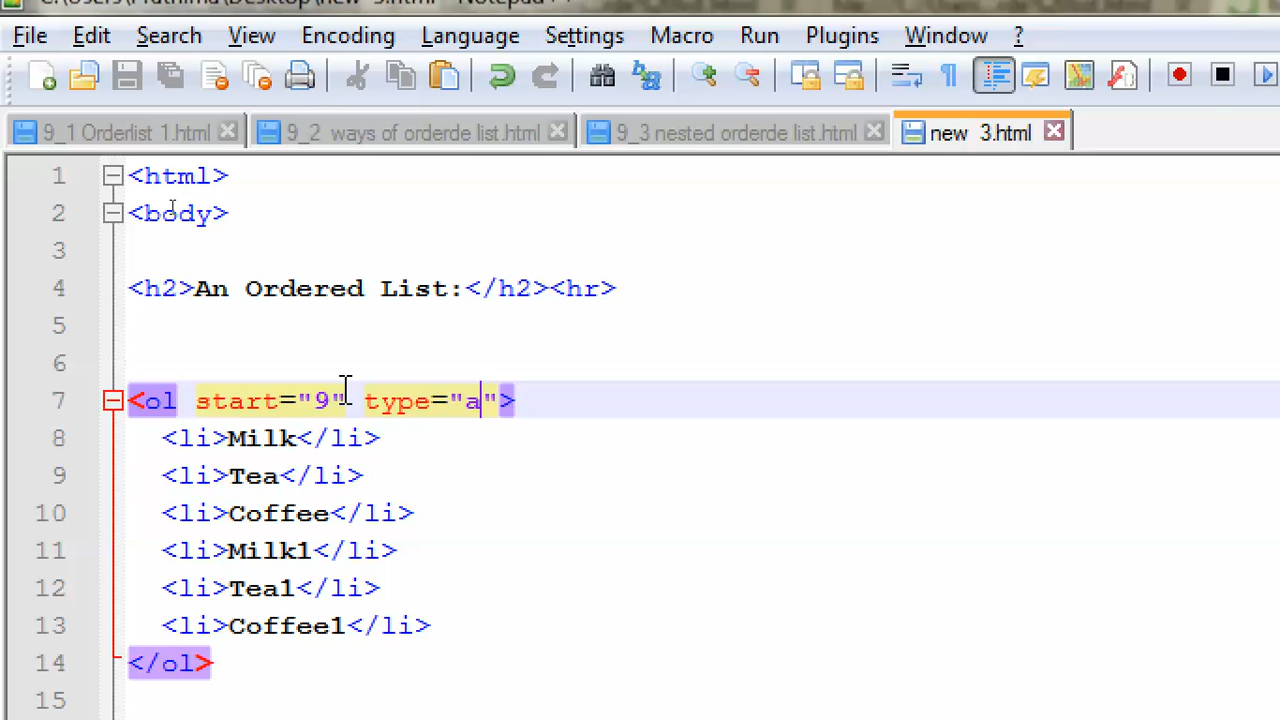 File Edit Search View Encoding Language Settings Macro Run Plugins Window ?
9_1 Orderlist 1.html 9_2 ways of orderde list.html 9_3 nested orderde list.html new 3.html
1 <html>
2 <body>
3
4 <h2>An Ordered List:</h2><hr>
5
6
7 <ol start="9" type="a">
8 <li>Milk</li>
9 <li>Tea</li>
10 <li>Coffee</li>
11 <li>Milk1</li>
12 <li>Tea1</li>
13 <li>Coffee1</li>
14 </ol>
15